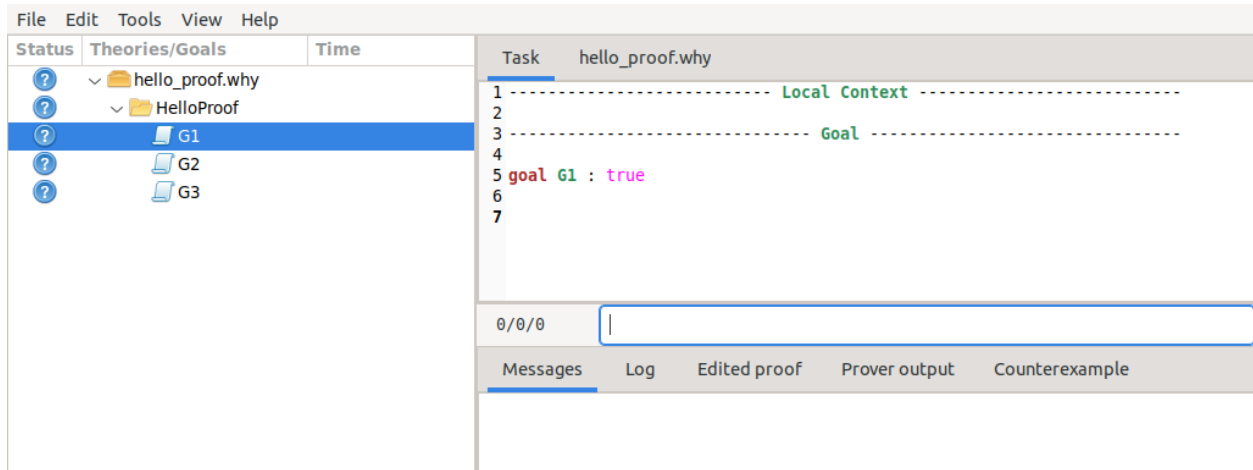 File Edit Tools View Help
Status Theories/Goals Time
hello_proof.why
HelloProof
G1
G2
G3
Task hello_proof.why
1 --------------------------- Local Context ---------------------------
2
3 ------------------------------- Goal --------------------------------
4
5 goal G1 : true
6
7
0/0/0
Messages Log Edited proof Prover output Counterexample